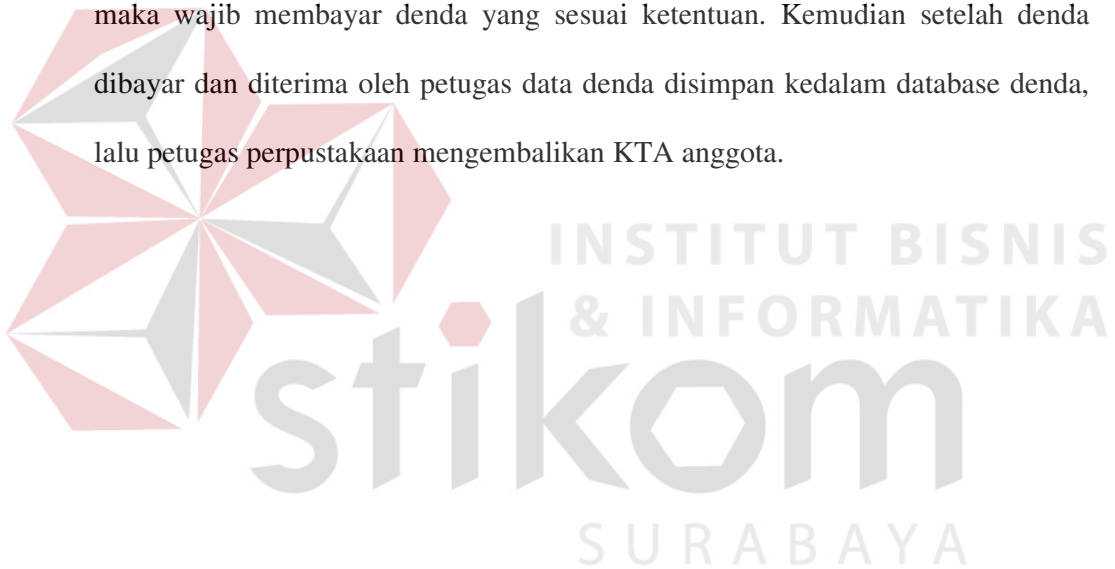 maka wajib membayar denda yang sesuai ketentuan. Kemudian setelah denda
dibayar dan diterima oleh petugas data denda disimpan kedalam database denda,
lalu petugas perpustakaan mengembalikan KTA anggota.
INSTITUT BISNIS
& INFORMATIKA
stikom
SURABAYA